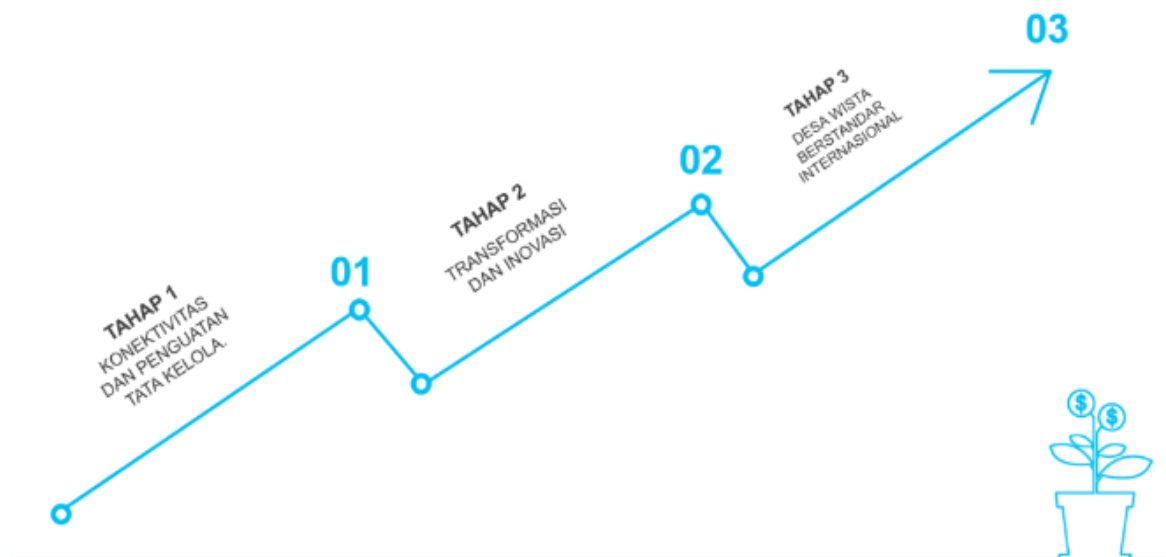 03
TAHAP 3
DESA WISTA
BERSTANDAR
INTERNASIONAL
02
TAHAP 2
TRANSFORMASI
DAN INOVASI
01
TAHAP 1
KONEKTIVITAS
DAN PENGUATAN
TATA KELOLA.
$
$